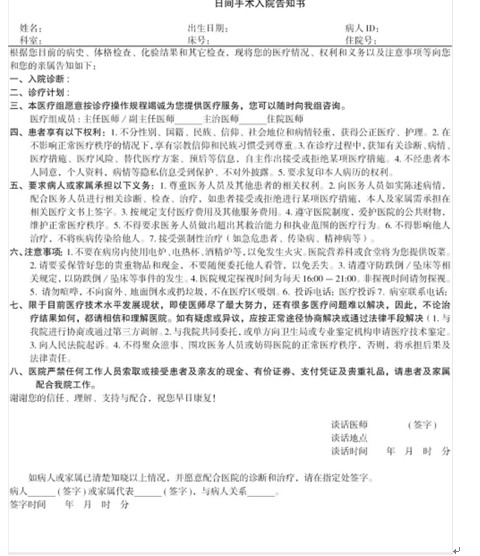 日间手术入院告知书
姓名: 出生日期: 病人 ID:
科室: 床号: 住院号:
根据您目前的病史、体格检查、化验结果和其它检查，现将您的医疗情况、权利和义务以及注意事项等向您
和您的亲属告知如下:
一、入院诊断:
二、诊疗计划:
三、本医疗组愿意按诊疗操作规程竭诚为您提供医疗服务，您可以随时向我组咨询。
医疗组成员: 主任医师／副主任医师______主治医师______住院医师
四、患者享有以下权利: 1. 不分性别、国籍、民族、信仰、社会地位和病情轻重，获得公正医疗、护理。2. 在
不影响正常医疗秩序的情况下，享有宗教信仰和民族习惯受到尊重。3. 在诊疗过程中，获知有关诊断、病情、
医疗措施、医疗风险、替代医疗方案、预后等信息，自主作出接受或拒绝某项医疗措施。4. 不经患者本
人同意，个人资料，病情等隐私信息受到保护、不对外披露。5. 要求复印本人病历的权利。
五、要求病人或家属承担以下义务: 1. 尊重医务人员及其他患者的相关权利。2. 向医务人员如实陈述病情，
配合医务人员进行相关诊断、检查、治疗，如患者接受或拒绝进行某项医疗措施，本人及家属需承担在
相关医疗文书上签字。3. 按规定支付医疗费用及其他服务费用。4. 遵守医院制度，爱护医院的公共财物，
维护正常医疗秩序。5. 不得要求医务人员做出超出其救治能力和执业范围的医疗行为。6. 不得影响他人
治疗，不将疾病传染给他人。7. 接受强制性治疗（如急危患者、传染病、精神病等）。
六、注意事项: 1. 不要在病房内使用电炉、电热杯、酒精炉等，以免发生火灾。医院营养科或食堂将为您提供饭菜。
2. 请要妥保管好您的贵重物品和现金，不要随便委托他人看管，以免丢失。3. 请遵守防跌倒／坠床等相
关规定，以防跌倒／坠床等事件的发生。4. 医院规定探视时间为每天 16:00－21:00。非探视时间请勿探视。
5. 请勿喧哗，不向窗外、地面倒水或扔垃圾，不在医疗区吸烟。6. 投诉电话: 医疗投诉 7. 病室联系电话:
七、限于目前医疗技术水平发展现状，即使医师尽了最大努力，还有很多医疗问题难以解决，因此，不论治
疗结果如何，都请相信和理解医院。如有疑虑或异议，应按正常途径协商解决或通过法律手段解决（1. 与
我院进行协商或通过第三方调解。2. 与我院共同委托，或单方向卫生局或专业鉴定机构申请医疗技术鉴定。
3. 向人民法院起诉。4. 不得聚众滋事、围攻医务人员或妨碍医院的正常医疗秩序，否则，将承担后果及
法律责任。
八、医院严禁任何工作人员索取或接受患者及亲友的现金、有价证券、支付凭证及贵重礼品，请患者及家属
配合我院工作。
谢谢您的信任、理解、支持与配合，祝您早日康复!
谈话医师 (签字)
谈话地点
谈话时间 年 月 时 分
如病人或家属已清楚知晓以上情况，并愿意配合医院的诊断和治疗，请在指定处签字。
病人______ (签字) 或家属代表______ (签字)，与病人关系______。
签字时间 年 月 时 分